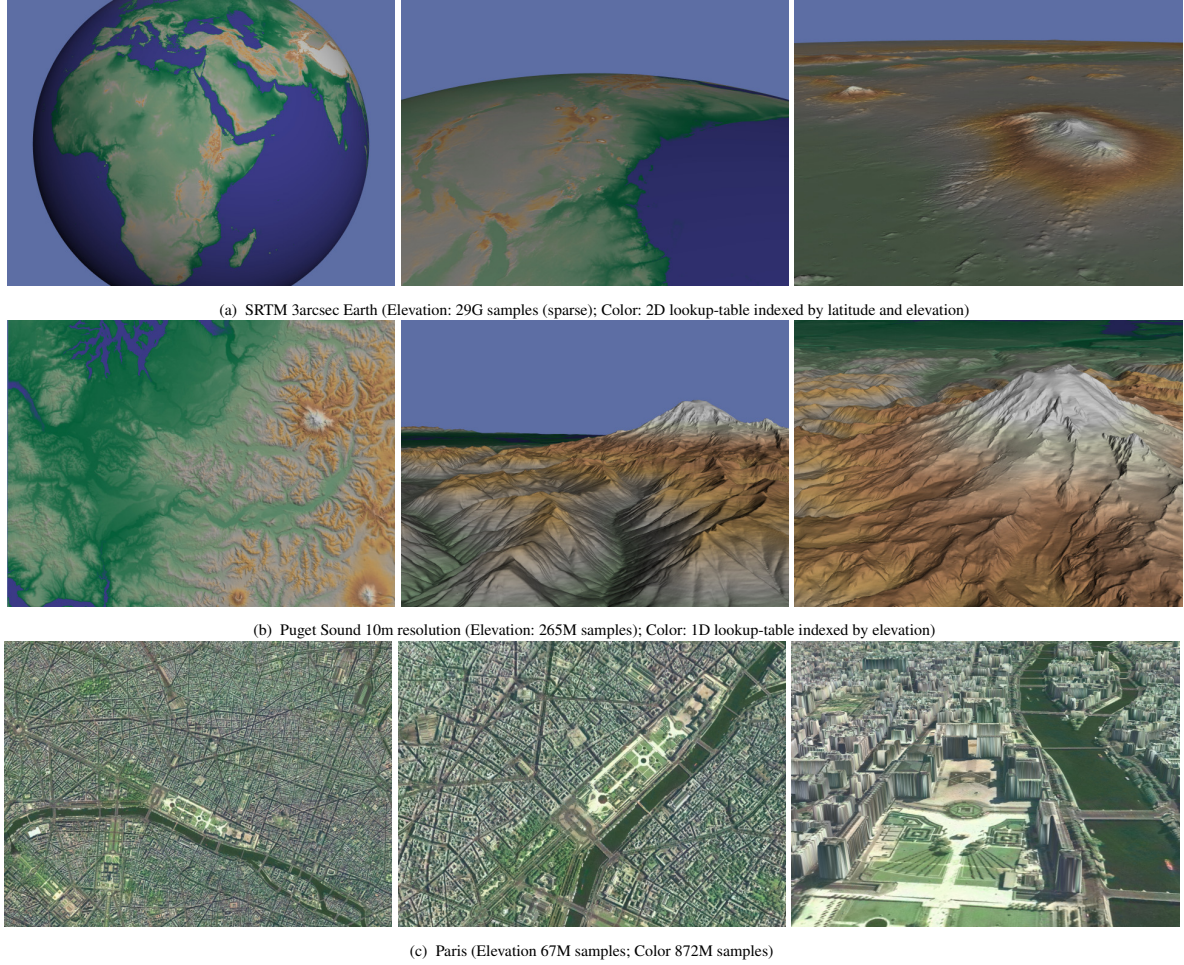 (a) SRTM 3arcsec Earth (Elevation: 29G samples (sparse); Color: 2D lookup-table indexed by latitude and elevation)
(b) Puget Sound 10m resolution (Elevation: 265M samples); Color: 1D lookup-table indexed by elevation)
(c) Paris (Elevation 67M samples; Color 872M samples)